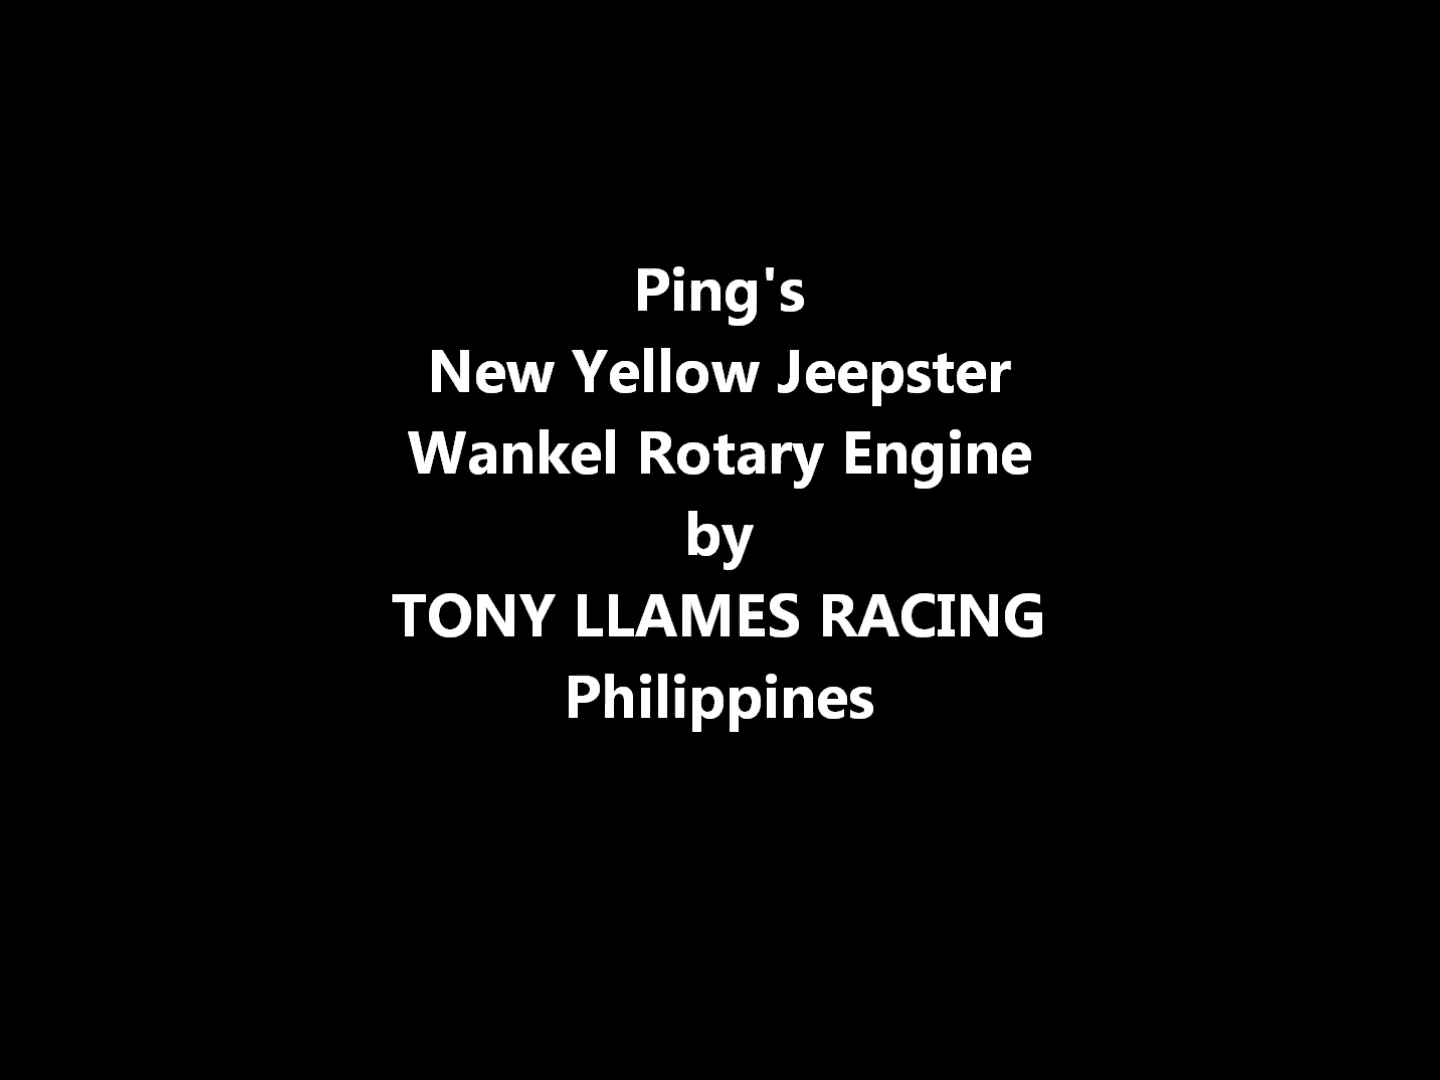 Ping's
New Yellow Jeepster
Wankel Rotary Engine
by
TONY LLAMES RACING
Philippines